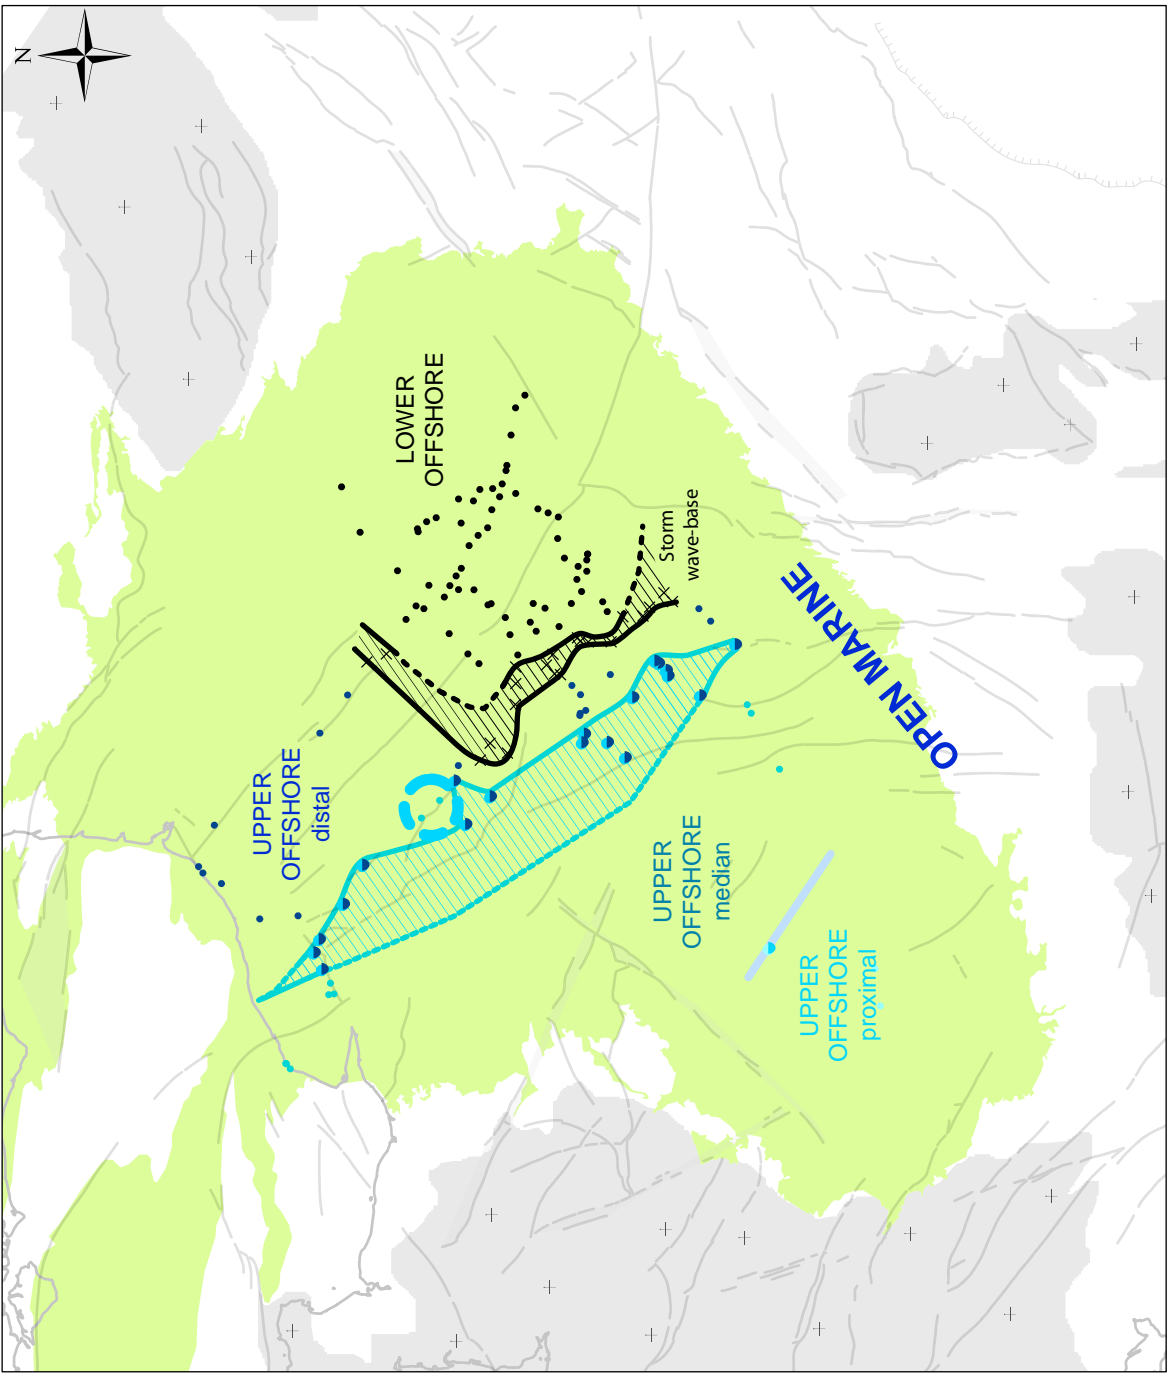 N
LOWER
OFFSHORE
Storm
wave-base
UPPER
OFFSHORE
distal
OPEN MARINE
UPPER
OFFSHORE
median
UPPER
OFFSHORE
proximal